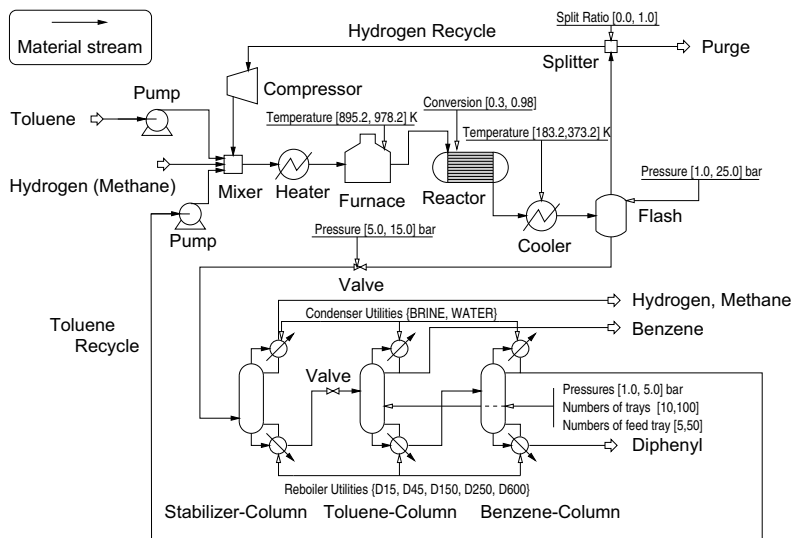 Material stream
Hydrogen Recycle
Split Ratio [0.0, 1.0]
Splitter
Purge
Pump
Toluene
Compressor
Temperature [895.2, 978.2] K
Conversion [0.3, 0.98]
Temperature [183.2,373.2] K
Pressure [1.0, 25.0] bar
Hydrogen (Methane)
Mixer
Heater
Furnace
Reactor
Cooler
Flash
Pump
Pressure [5.0, 15.0] bar
Valve
Toluene
Recycle
Hydrogen, Methane
Condenser Utilities {BRINE, WATER}
Benzene
Valve
Pressures [1.0, 5.0] bar
Numbers of trays [10,100]
Numbers of feed tray [5,50]
Diphenyl
Reboiler Utilities {D15, D45, D150, D250, D600}
Stabilizer-Column
Toluene-Column
Benzene-Column